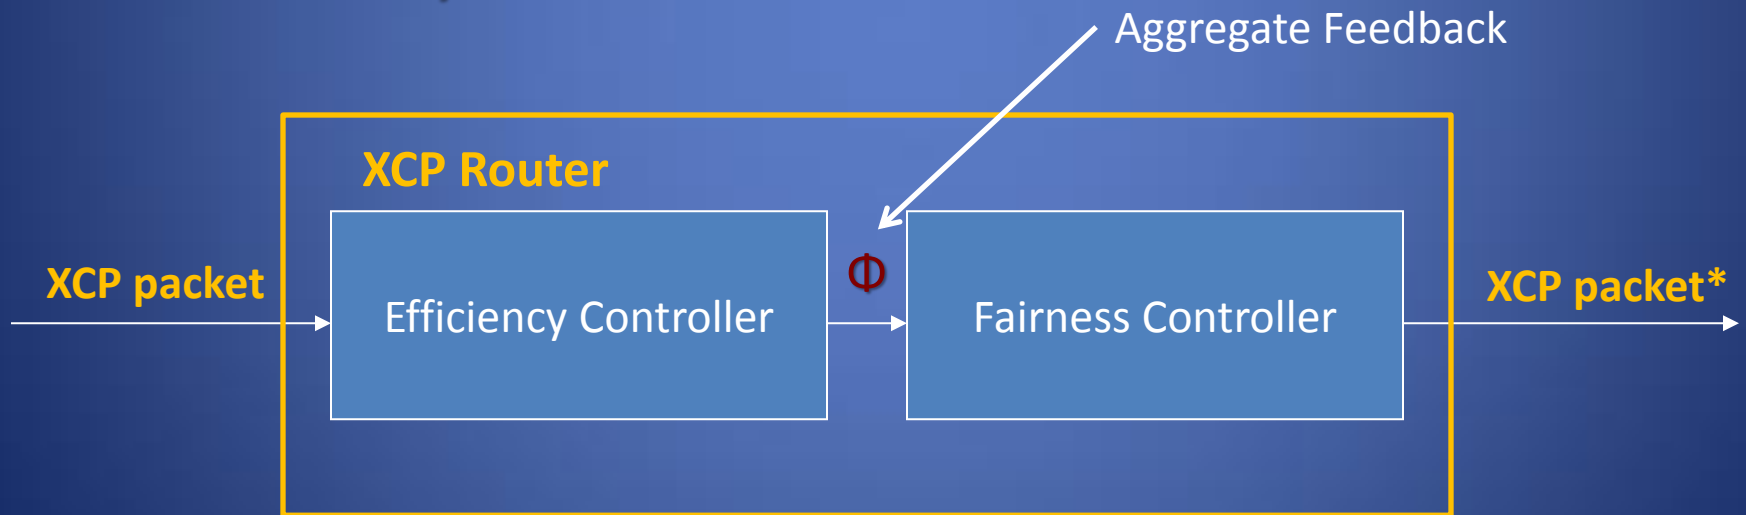 Aggregate Feedback
XCP Router
XCP packet
Efficiency Controller
Φ
Fairness Controller
XCP packet*